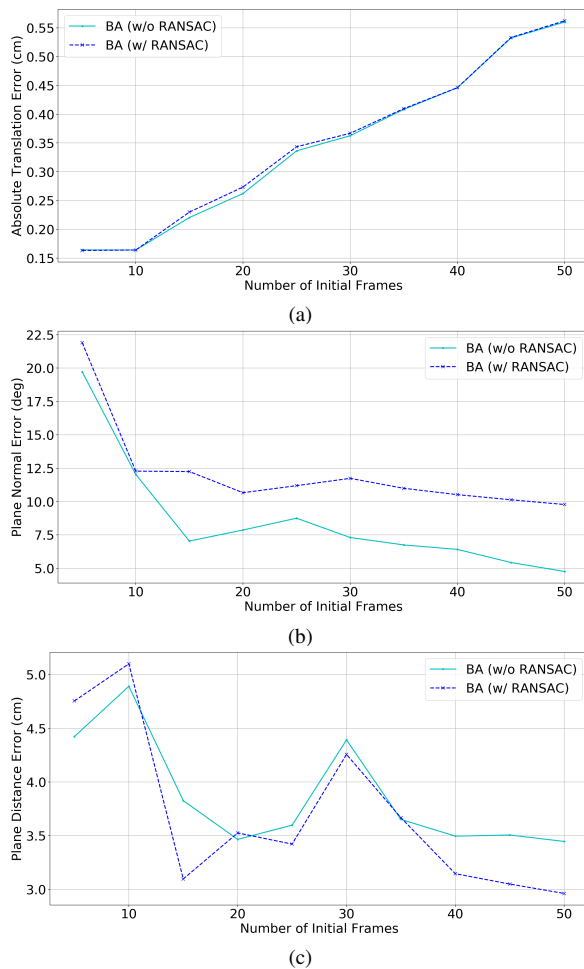 BA (w/o RANSAC)
BA (w/ RANSAC)
Absolute Translation Error (cm)
0.55
0.50
0.45
0.40
0.35
0.30
0.25
0.20
0.15
10 20 30 40 50
Number of Initial Frames
(a)
BA (w/o RANSAC)
BA (w/ RANSAC)
Plane Normal Error (deg)
22.5
20.0
17.5
15.0
12.5
10.0
7.5
5.0
10 20 30 40 50
Number of Initial Frames
(b)
BA (w/o RANSAC)
BA (w/ RANSAC)
Plane Distance Error (cm)
5.0
4.5
4.0
3.5
3.0
10 20 30 40 50
Number of Initial Frames
(c)